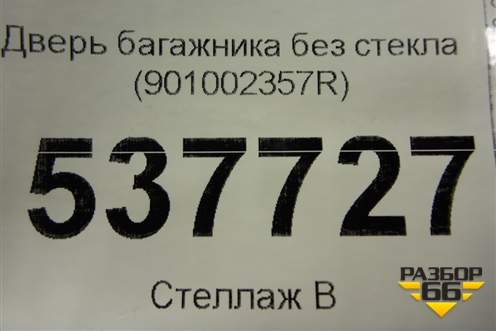 Дверь багажника без стекла
(901002357R)
537727
Стеллаж В
РАЗБОР
66